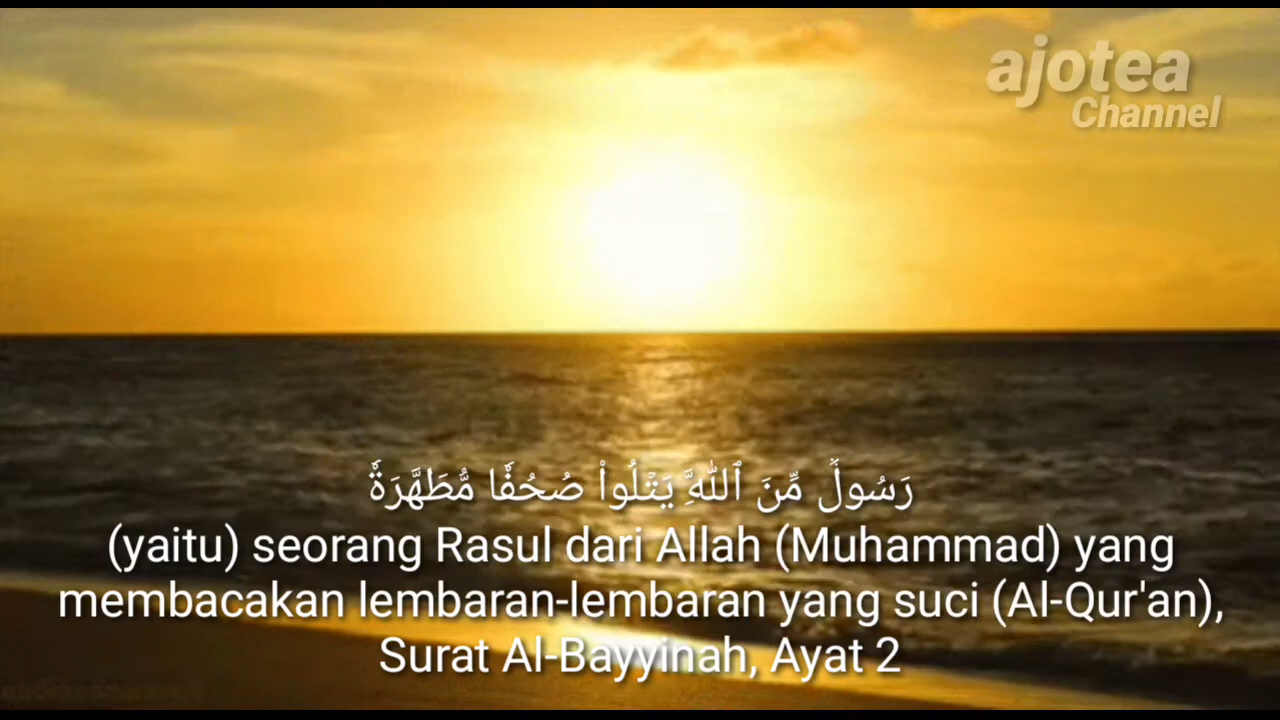 ajotea
Channel
رَسُولٌ مِّنَ ٱللَّهِ يَتْلُوا۟ صُحُفًا مُّطَهَّرَةً
(yaitu) seorang Rasul dari Allah (Muhammad) yang
membacakan lembaran-lembaran yang suci (Al-Qur'an),
Surat Al-Bayyinah, Ayat 2